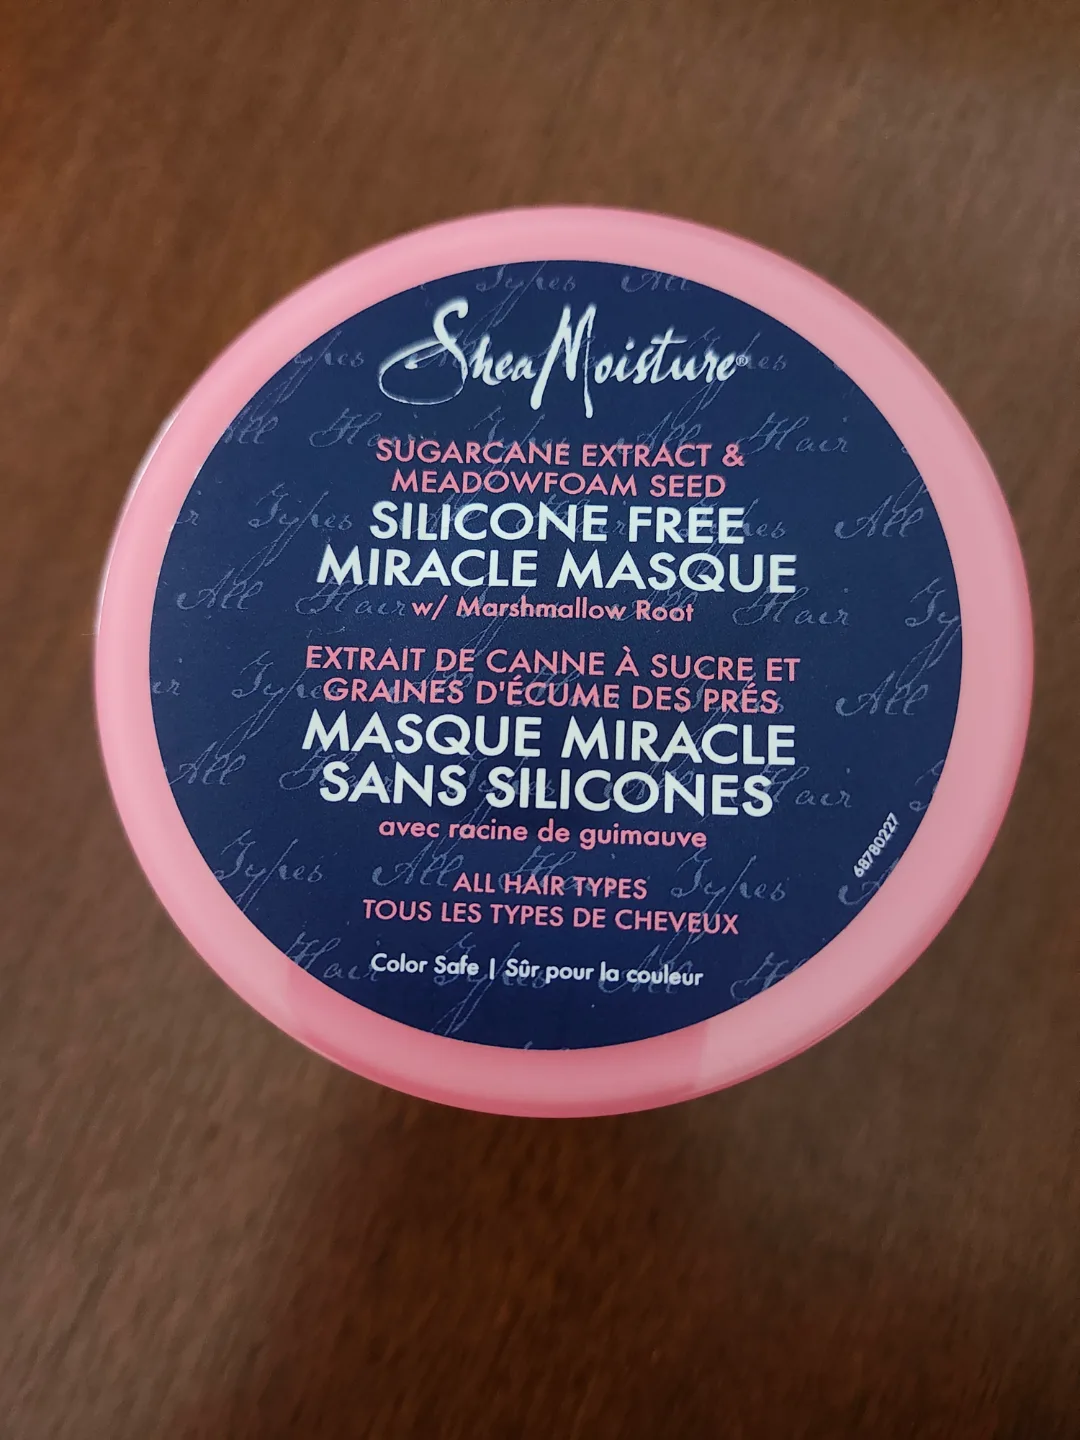 SheaMoisture®
SUGARCANE EXTRACT &
MEADOWFOAM SEED
SILICONE FREE
MIRACLE MASQUE
w/ Marshmallow Root
EXTRAIT DE CANNE À SUCRE ET
GRAINES D'ÉCUME DES PRÉS
MASQUE MIRACLE
SANS SILICONES
avec racine de guimauve
ALL HAIR TYPES
TOUS LES TYPES DE CHEVEUX
Color Safe | Sûr pour la couleur
68780227